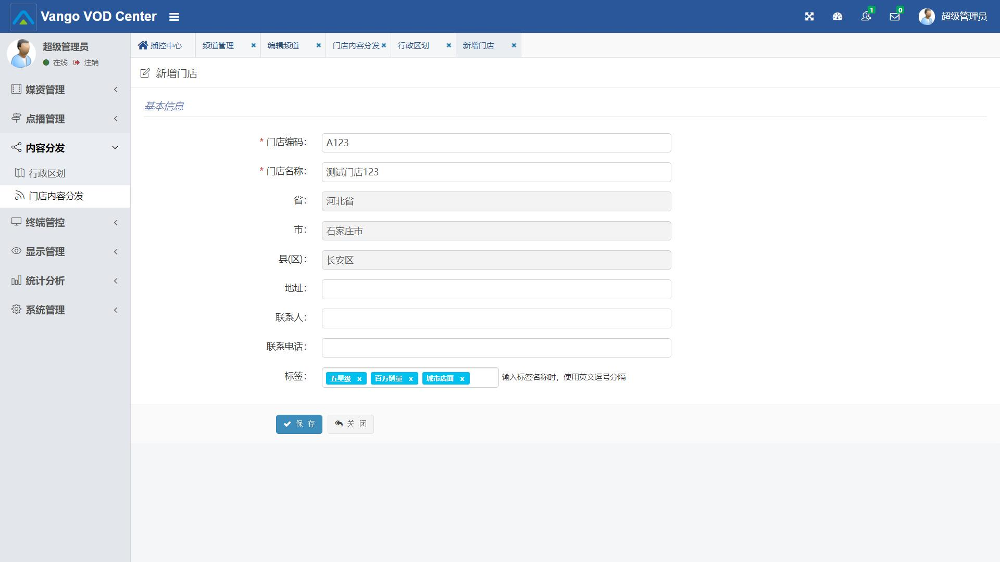 Vango VOD Center
1
0
超级管理员
超级管理员
在线 注销
媒资管理
点播管理
内容分发
行政区划
门店内容分发
终端管控
显示管理
统计分析
系统管理
播控中心 频道管理 编辑频道 门店内容分发 行政区划 新增门店
新增门店
基本信息
* 门店编码： A123
* 门店名称： 测试门店123
省： 河北省
市： 石家庄市
县(区)： 长安区
地址：
联系人：
联系电话：
标签： 五星级 x 百万销量 x 城市店面 x 输入标签名称时，使用英文逗号分隔
保 存 关 闭